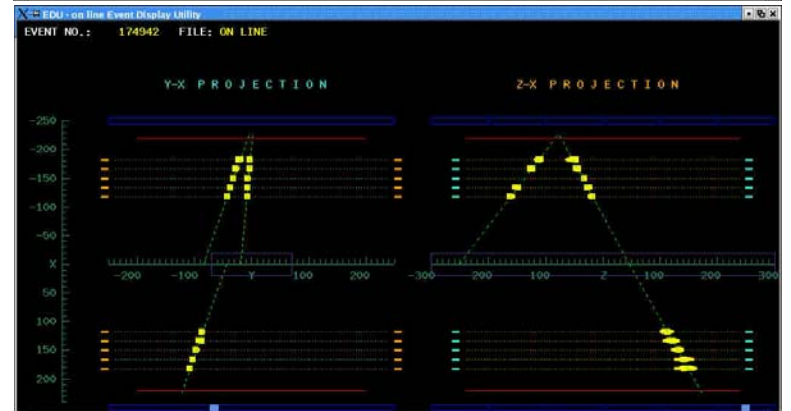 EDU - on line Event Display Utility
EVENT NO.: 174942 FILE: ON LINE
Y-X PROJECTION Z-X PROJECTION
-250
-200
-150
-100
-50
X
-200 -100 Y 100 200 -300 200 100 Z 100 200 300
50
100
150
200